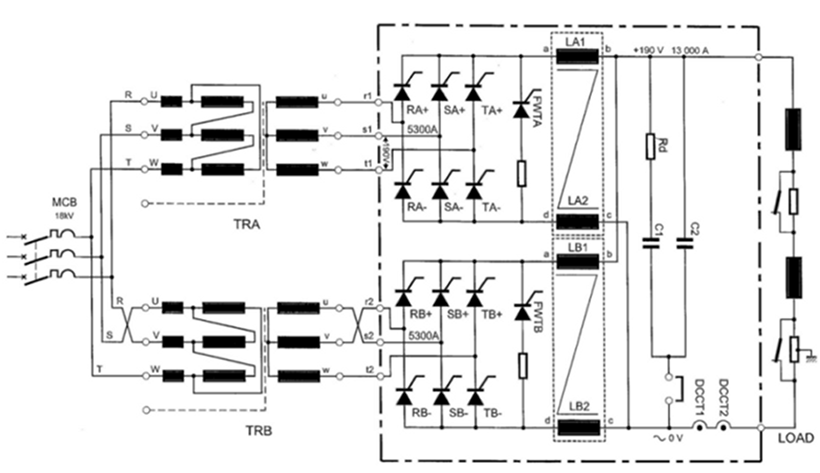 LA1
a b +190 V 13 000 A
R U u r1
RA+ SA+ TA+ FWTA
S V v s1 5300A
190V
Rd
T W w t1
MCB
18kV
RA- SA- TA-
LA2
TRA
d c
C1 C2
LB1
a b
R U u r2
RB+ SB+ TB+ FWTB
S V v s2 5300A
T W w t2
DCCT1 DCCT2
RB- SB- TB-
LB2
TRB
d c
~ 0 V
LOAD